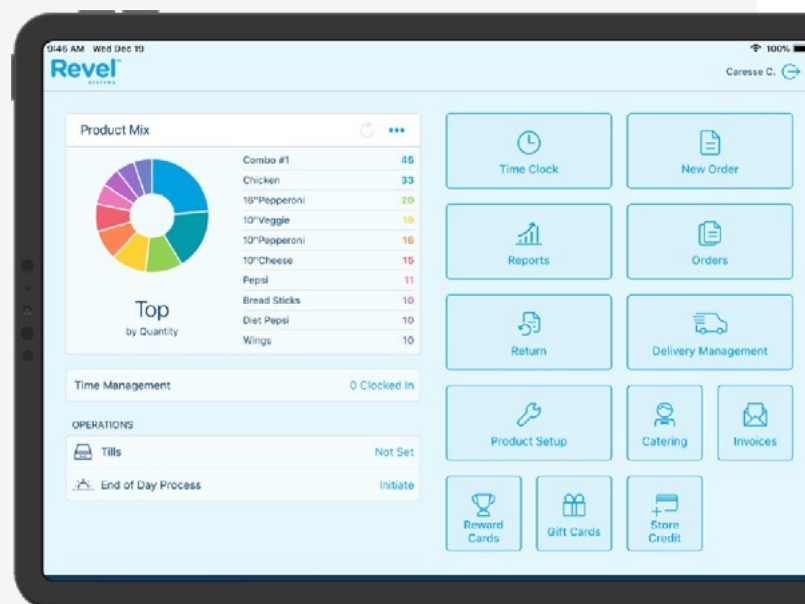 9:46 AM Wed Dec 19
100%
Revel
SYSTEMS
Caresse C.
Product Mix
Combo #1 45
Chicken 33
16"Pepperoni 20
10"Veggie 19
10"Pepperoni 16
10"Cheese 15
Pepsi 11
Bread Sticks 10
Diet Pepsi 10
Wings 10
Top
by Quantity
Time Management 0 Clocked In
OPERATIONS
Tills Not Set
End of Day Process Initiate
Time Clock
New Order
Reports
Orders
Return
Delivery Management
Product Setup
Catering
Invoices
Reward
Cards
Gift Cards
Store
Credit